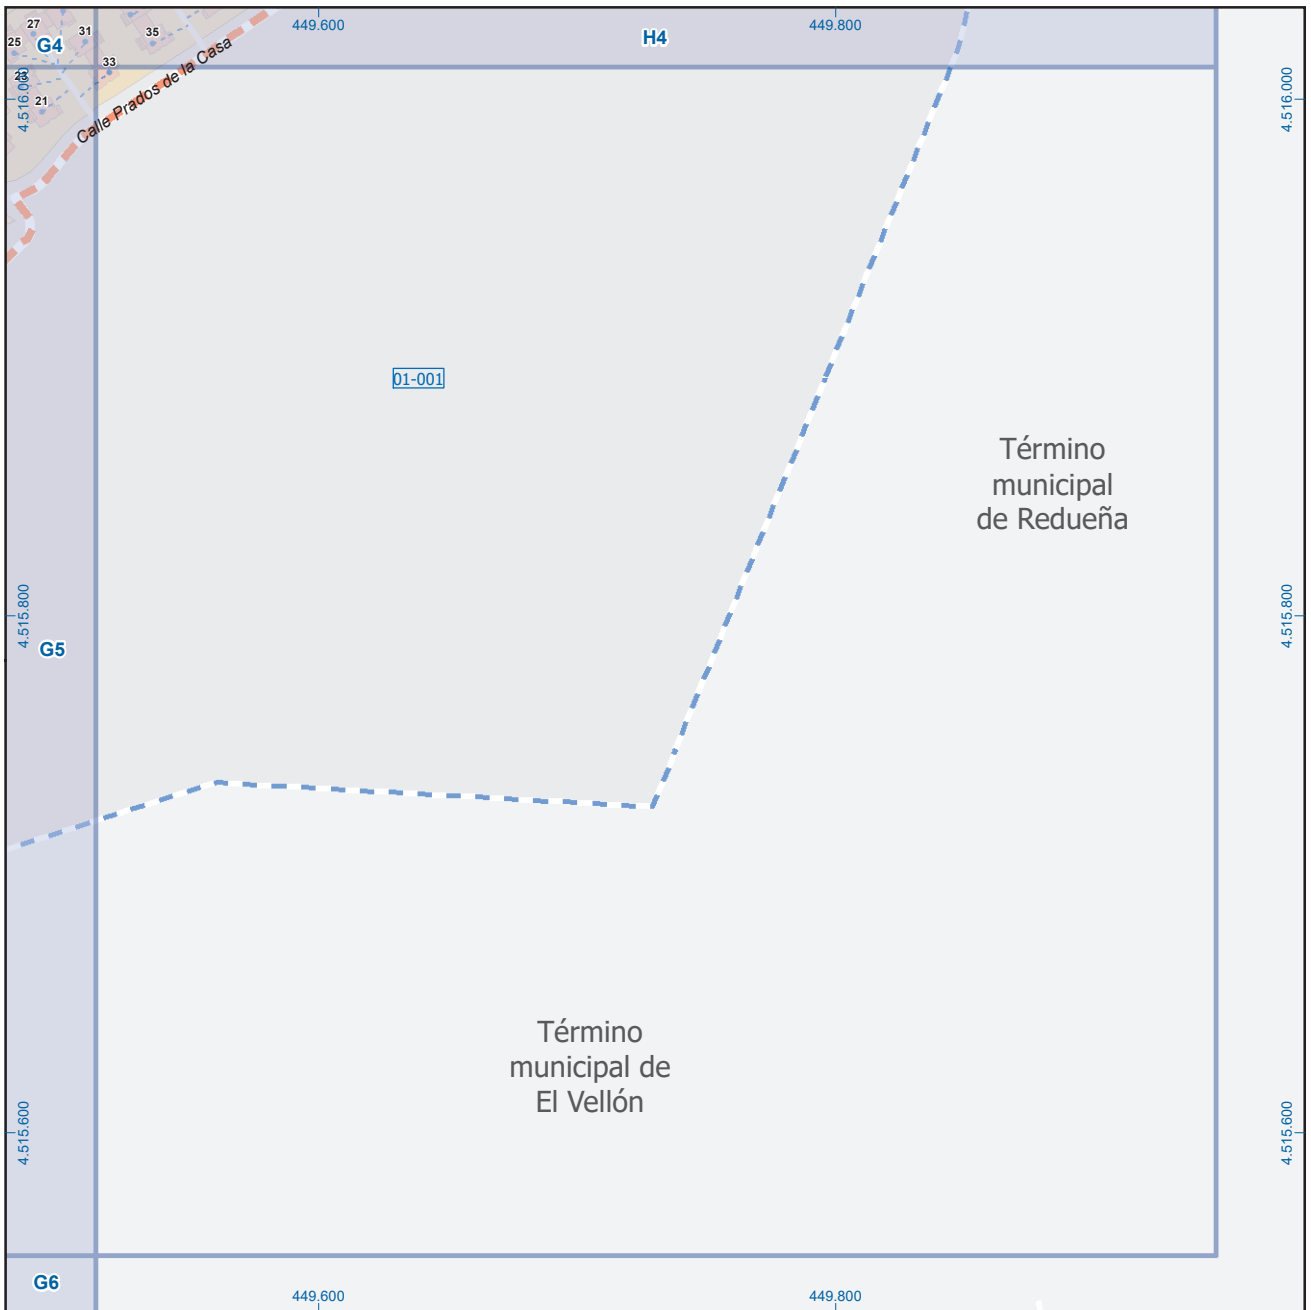 449.600
449.800
27
31
35
25
G4
H4
33
23
21
Calle Prados de la Casa
4.516.000
4.516.000
01-001
Término
municipal
de Redueña
4.515.800
4.515.800
G5
Término
municipal de
El Vellón
4.515.600
4.515.600
G6
449.600
449.800